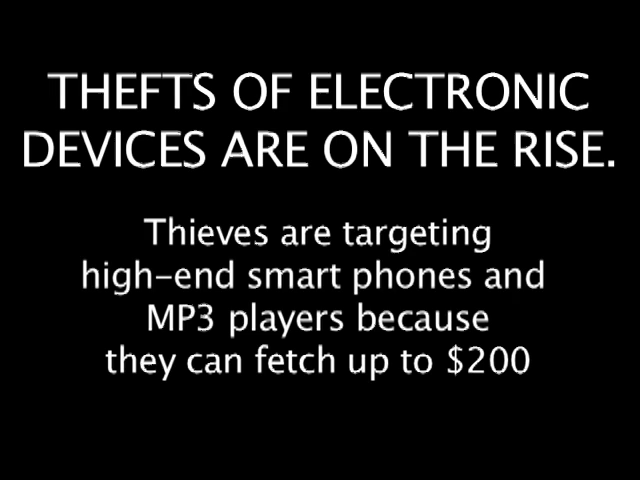 THEFTS OF ELECTRONIC
DEVICES ARE ON THE RISE.
Thieves are targeting
high-end smart phones and
MP3 players because
they can fetch up to $200